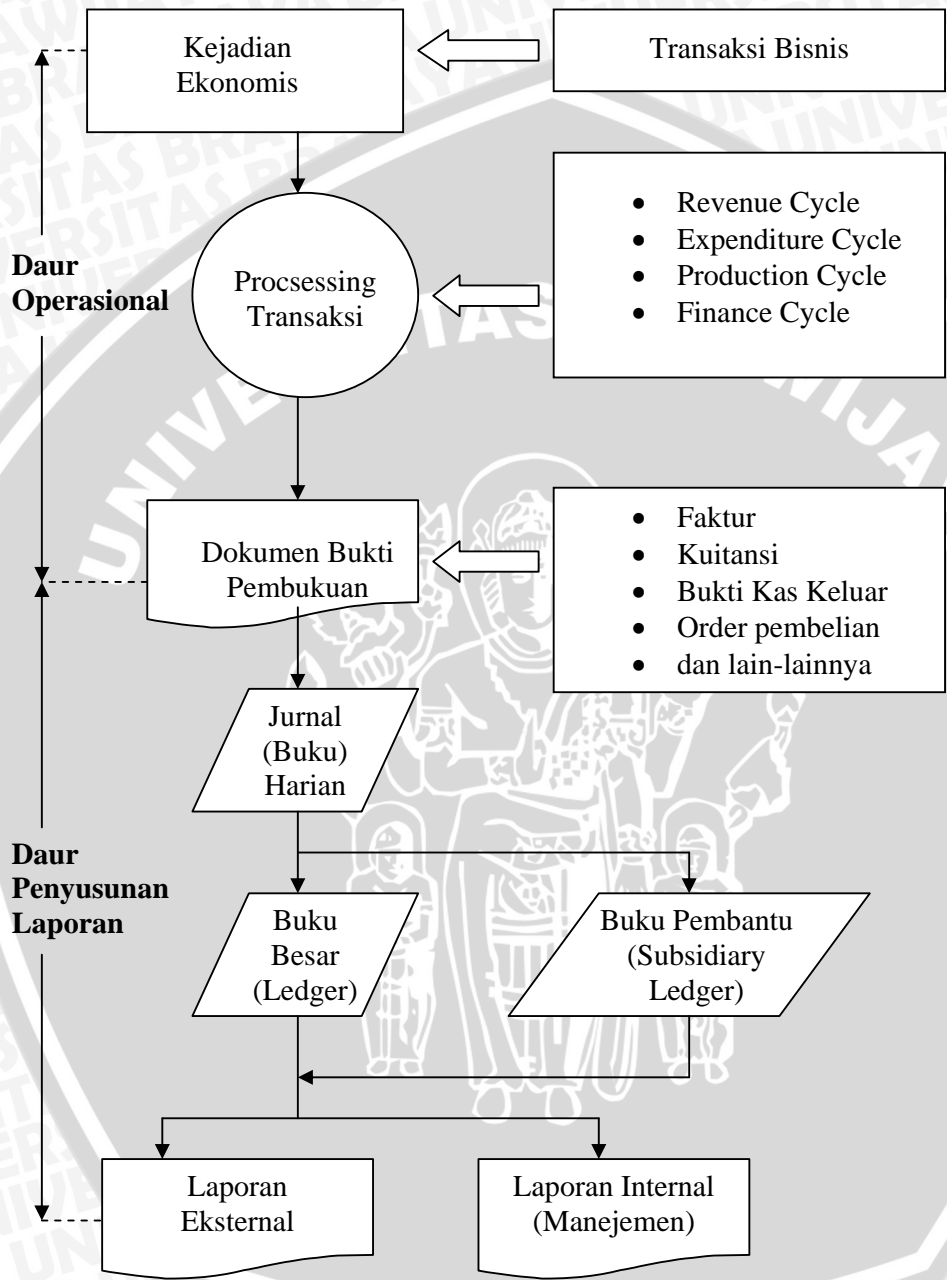 Kejadian
Ekonomis
Transaksi Bisnis
• Revenue Cycle
• Expenditure Cycle
• Production Cycle
• Finance Cycle
Daur
Operasional
Procsessing
Transaksi
Dokumen Bukti
Pembukuan
• Faktur
• Kuitansi
• Bukti Kas Keluar
• Order pembelian
• dan lain-lainnya
Jurnal
(Buku)
Harian
Daur
Penyusunan
Laporan
Buku
Besar
(Ledger)
Buku Pembantu
(Subsidiary
Ledger)
Laporan
Eksternal
Laporan Internal
(Manejemen)